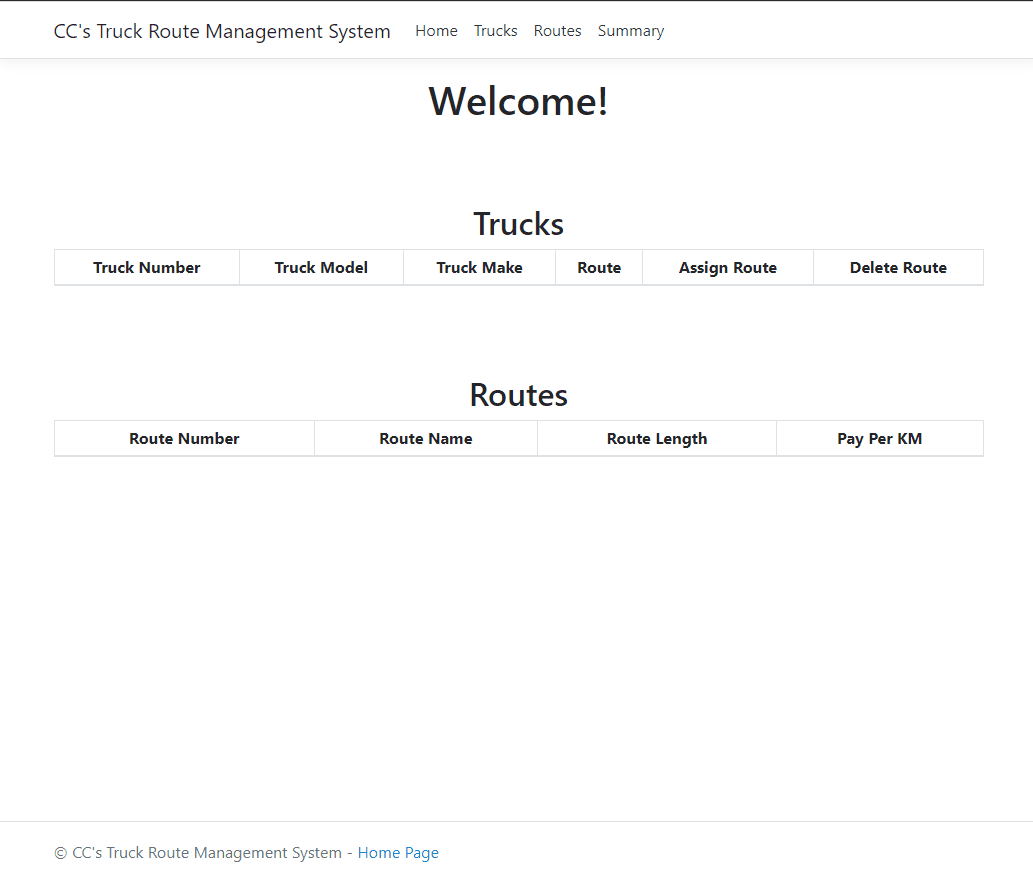 CC's Truck Route Management System Home Trucks Routes Summary
Welcome!
Trucks
Truck Number Truck Model Truck Make Route Assign Route Delete Route
Routes
Route Number Route Name Route Length Pay Per KM
© CC's Truck Route Management System - Home Page